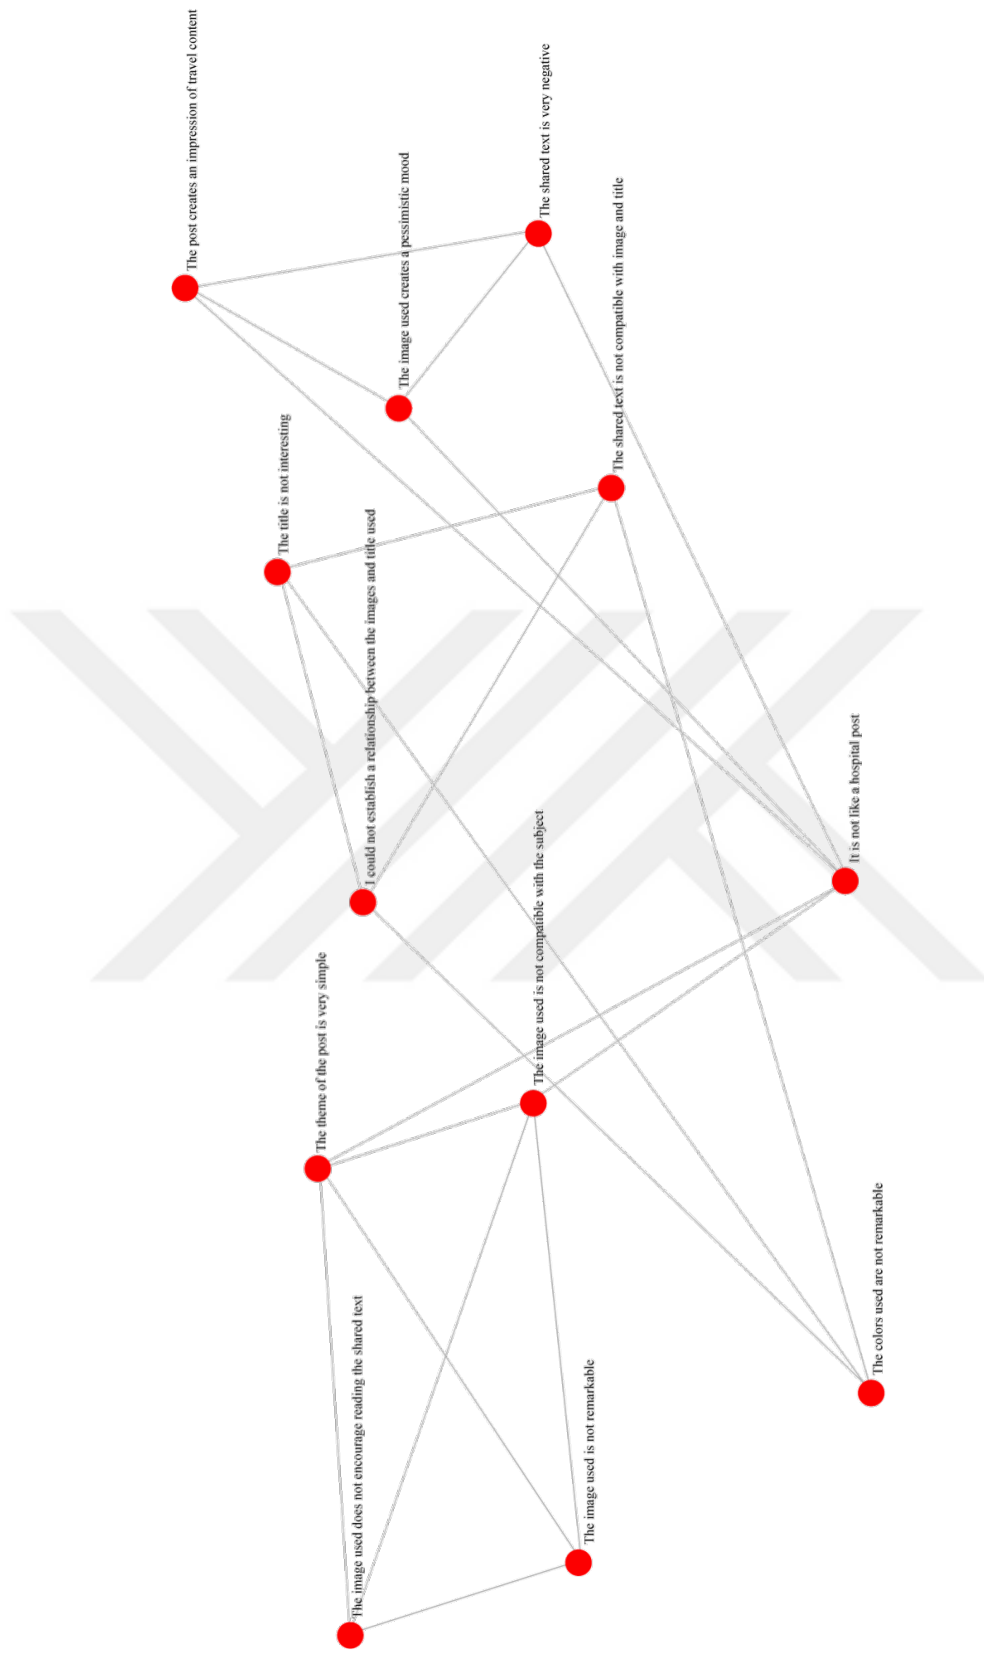 The post creates an impression of travel content
The shared text is very negative
The image used creates a pessimistic mood
The shared text is not compatible with image and title
The title is not interesting
I could not establish a relationship between the images and title used
It is not like a hospital post
The image used is not compatible with the subject
The theme of the post is very simple
The colors used are not remarkable
The image used does not encourage reading the shared text
The image used is not remarkable